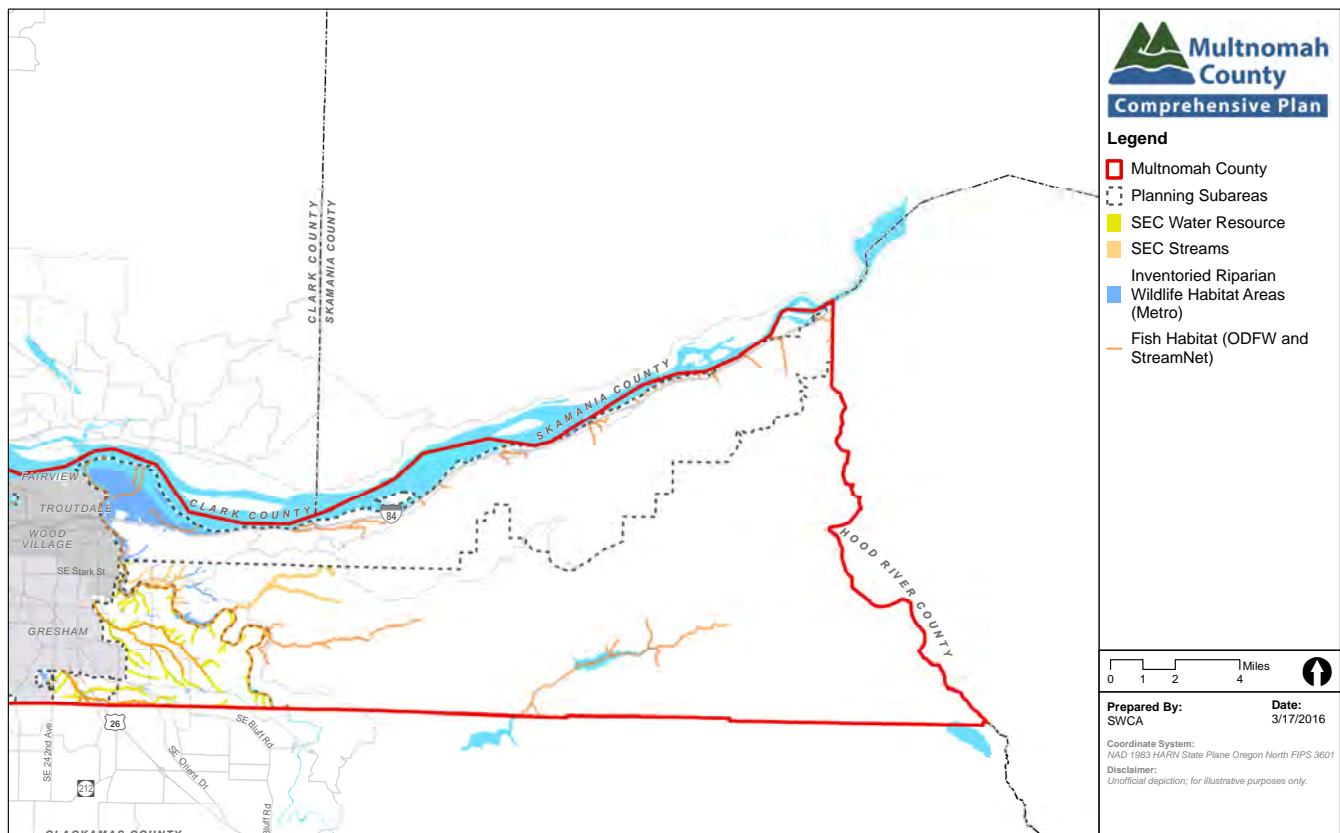 CLARK COUNTY
SKAMANIA COUNTY
SKAMANIA COUNTY
FAIRVIEW
TROUTDALE
WOOD
VILLAGE
SE Stark St
GRESHAM
CLARK COUNTY
84
HOOD RIVER COUNTY
26
SE 242nd Ave
212
SE Bluff Rd
SE Orient Dr
Bluff Rd
CLACKAMAS COUNTY
Multnomah
County
Comprehensive Plan
Legend
Multnomah County
Planning Subareas
SEC Water Resource
SEC Streams
Inventoried Riparian
Wildlife Habitat Areas
(Metro)
Fish Habitat (ODFW and
StreamNet)
Miles
0 1 2 4
Prepared By: Date:
SWCA 3/17/2016
Coordinate System:
NAD 1983 HARN State Plane Oregon North FIPS 3601
Disclaimer:
Unofficial depiction; for illustrative purposes only.